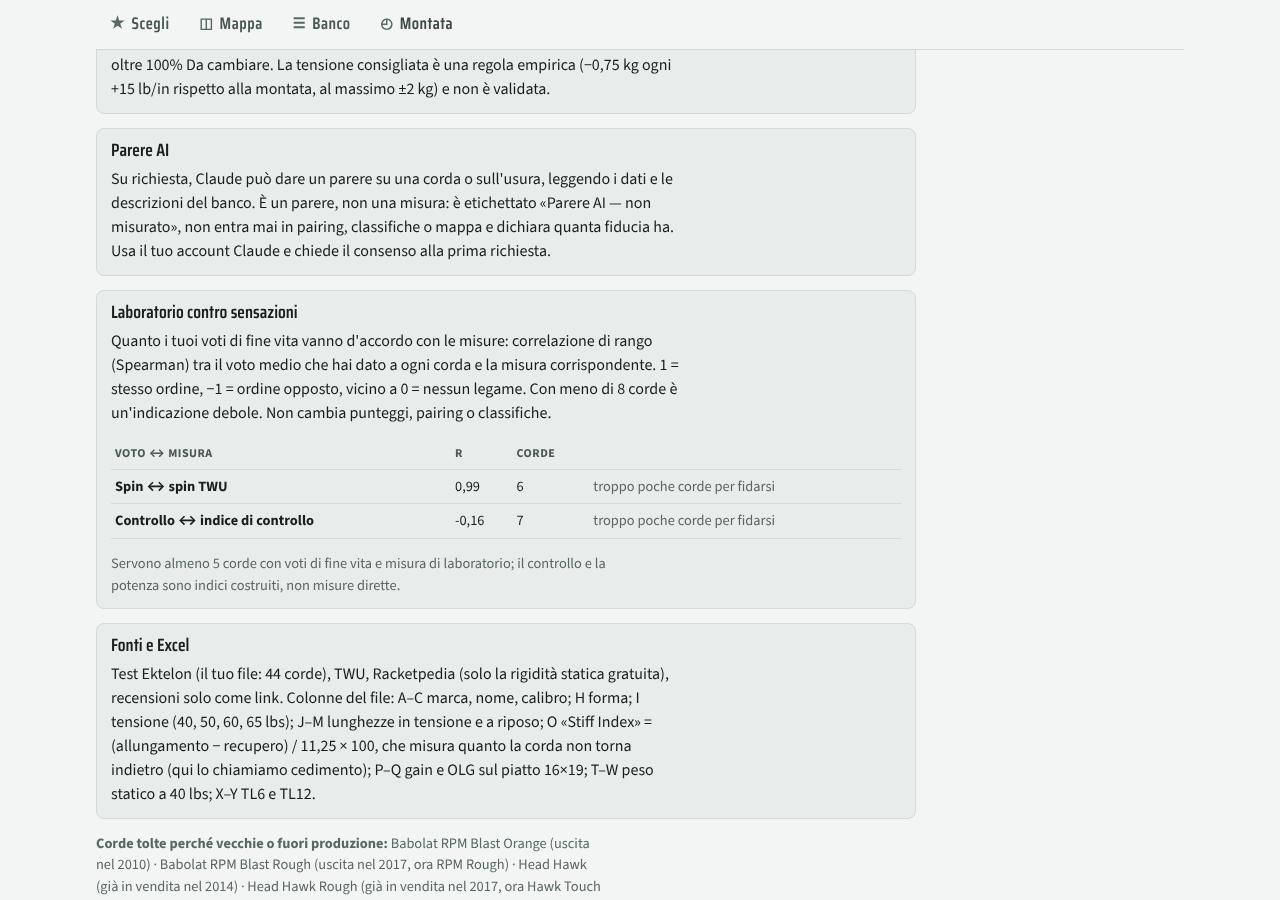 ★ Scegli
Mappa
☰ Banco
Montata
oltre 100% Da cambiare. La tensione consigliata è una regola empirica (−0,75 kg ogni
+15 lb/in rispetto alla montata, al massimo ±2 kg) e non è validata.
Parere AI
Su richiesta, Claude può dare un parere su una corda o sull'usura, leggendo i dati e le
descrizioni del banco. È un parere, non una misura: è etichettato «Parere AI — non
misurato», non entra mai in pairing, classifiche o mappa e dichiara quanta fiducia ha.
Usa il tuo account Claude e chiede il consenso alla prima richiesta.
Laboratorio contro sensazioni
Quanto i tuoi voti di fine vita vanno d'accordo con le misure: correlazione di rango
(Spearman) tra il voto medio che hai dato a ogni corda e la misura corrispondente. 1 =
stesso ordine, −1 = ordine opposto, vicino a 0 = nessun legame. Con meno di 8 corde è
un'indicazione debole. Non cambia punteggi, pairing o classifiche.
VOTO ↔ MISURA R CORDE
Spin ↔ spin TWU 0,99 6 troppo poche corde per fidarsi
Controllo ↔ indice di controllo -0,16 7 troppo poche corde per fidarsi
Servono almeno 5 corde con voti di fine vita e misura di laboratorio; il controllo e la
potenza sono indici costruiti, non misure dirette.
Fonti e Excel
Test Ektelon (il tuo file: 44 corde), TWU, Racketpedia (solo la rigidità statica gratuita),
recensioni solo come link. Colonne del file: A–C marca, nome, calibro; H forma; I
tensione (40, 50, 60, 65 lbs); J–M lunghezze in tensione e a riposo; O «Stiff Index» =
(allungamento − recupero) / 11,25 × 100, che misura quanto la corda non torna
indietro (qui lo chiamiamo cedimento); P–Q gain e OLG sul piatto 16×19; T–W peso
statico a 40 lbs; X–Y TL6 e TL12.
Corde tolte perché vecchie o fuori produzione: Babolat RPM Blast Orange (uscita
nel 2010) · Babolat RPM Blast Rough (uscita nel 2017, ora RPM Rough) · Head Hawk
(già in vendita nel 2014) · Head Hawk Rough (già in vendita nel 2017, ora Hawk Touch